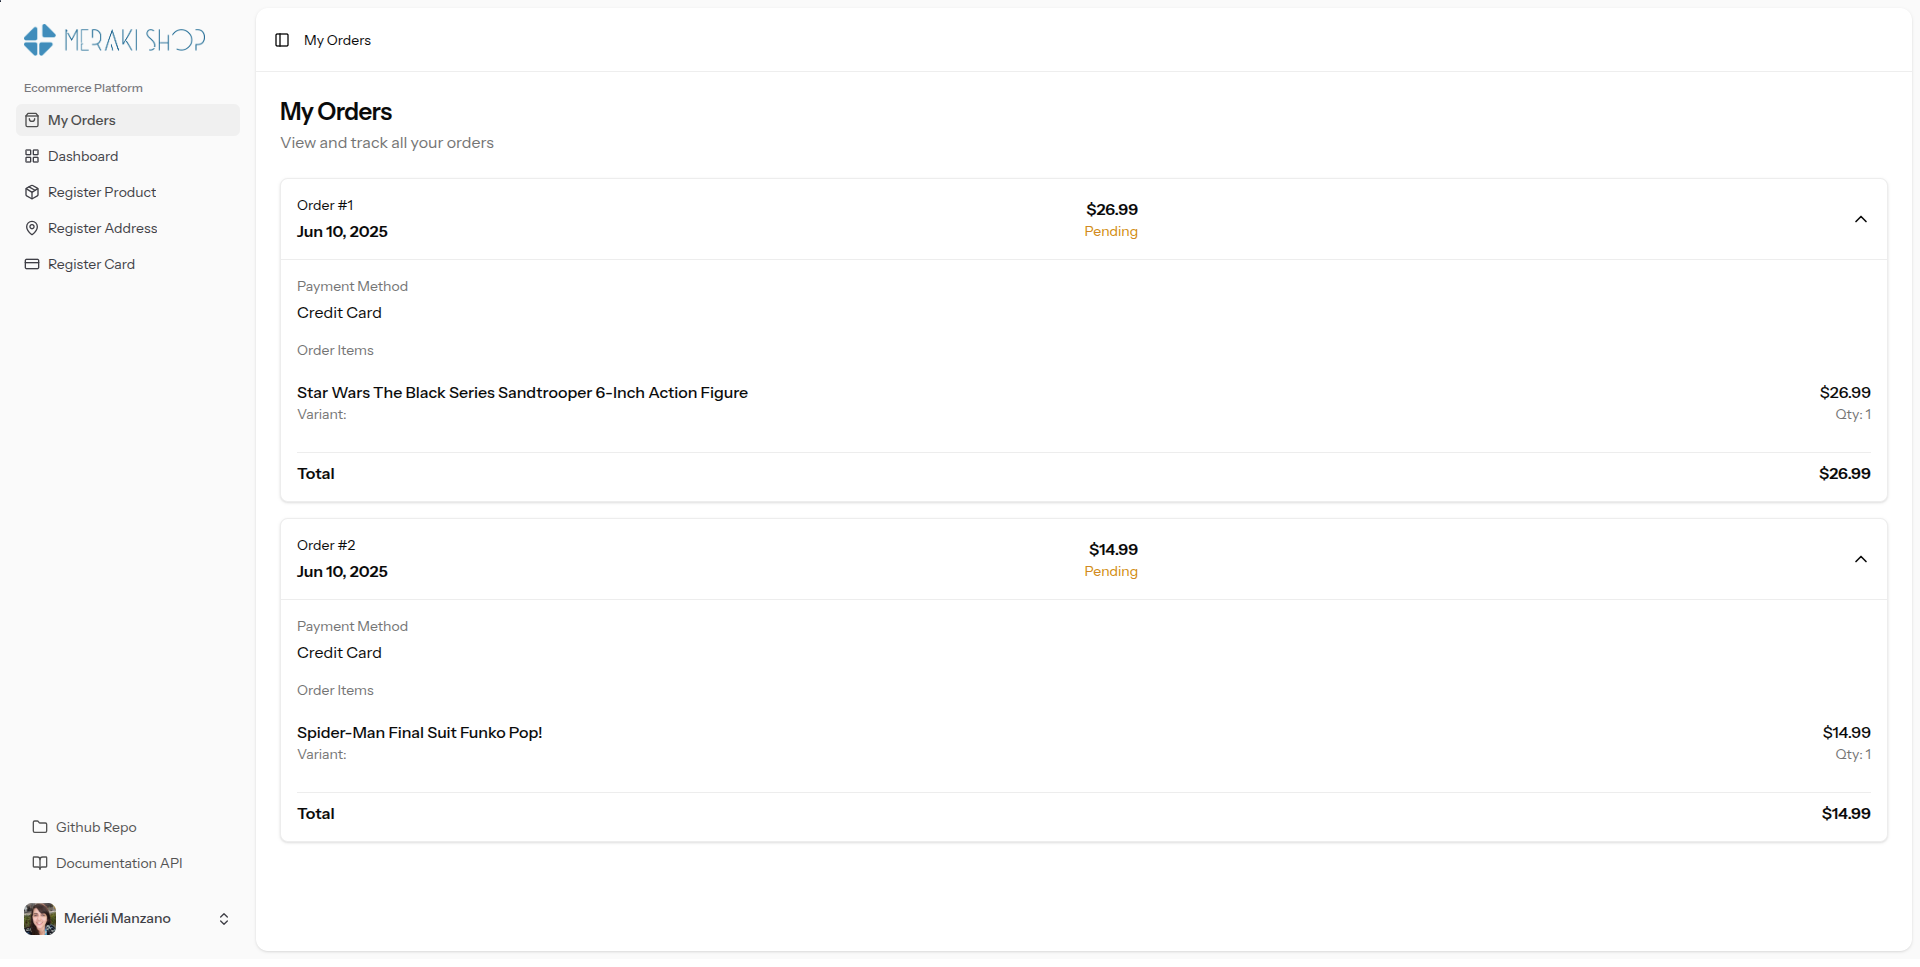 MERAKI SHOP
Ecommerce Platform
My Orders
Dashboard
Register Product
Register Address
Register Card
Github Repo
Documentation API
Meriéli Manzano
My Orders
My Orders
View and track all your orders
Order #1
Jun 10, 2025
$26.99
Pending
Payment Method
Credit Card
Order Items
Star Wars The Black Series Sandtrooper 6-Inch Action Figure
$26.99
Variant:
Qty: 1
Total
$26.99
Order #2
Jun 10, 2025
$14.99
Pending
Payment Method
Credit Card
Order Items
Spider-Man Final Suit Funko Pop!
$14.99
Variant:
Qty: 1
Total
$14.99